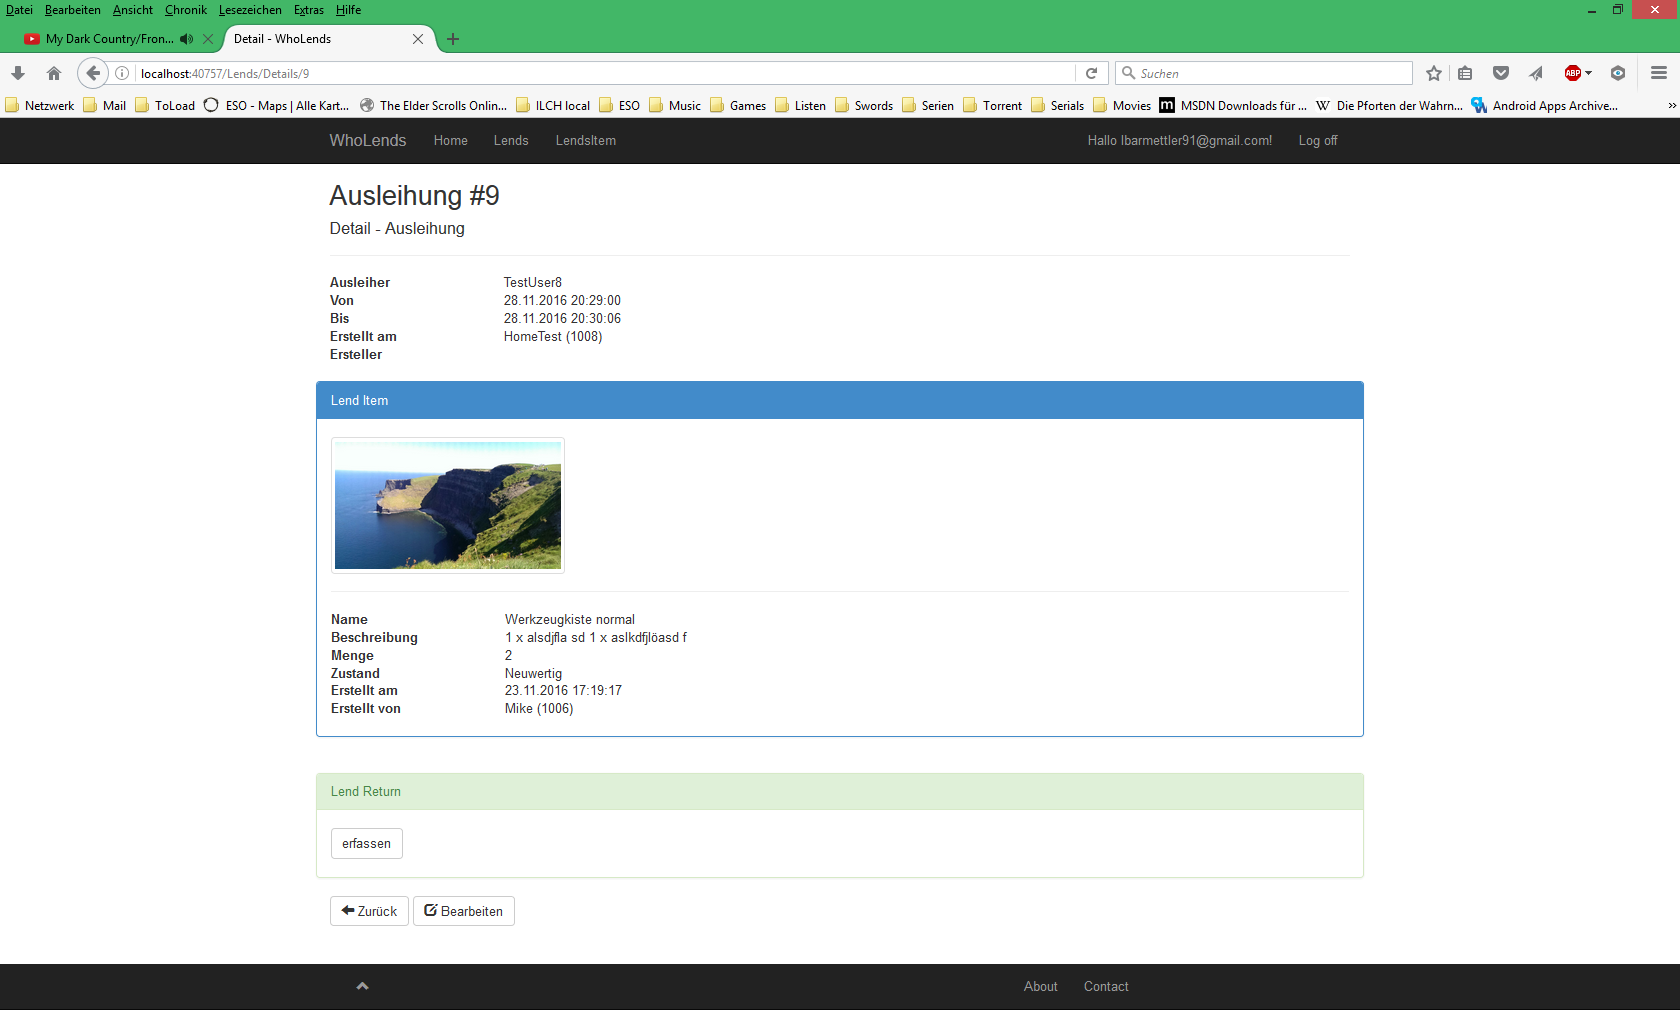 Datei Bearbeiten Ansicht Chronik Lesezeichen Extras Hilfe
My Dark Country/Fron... Detail - WhoLends
localhost:40757/Lends/Details/9 Suchen ABP
Netzwerk Mail ToLoad ESO - Maps | Alle Kart... The Elder Scrolls Onlin... ILCH local ESO Music Games Listen Swords Serien Torrent Serials Movies m MSDN Downloads für ... W Die Pforten der Wahrn... Android Apps Archive... »
WhoLends Home Lends LendsItem Hallo lbarmettler91@gmail.com! Log off
Ausleihung #9
Detail - Ausleihung
Ausleiher TestUser8
Von 28.11.2016 20:29:00
Bis 28.11.2016 20:30:06
Erstellt am HomeTest (1008)
Ersteller
Lend Item
Name Werkzeugkiste normal
Beschreibung 1 x alsdjfla sd 1 x aslkdfjlöasd f
Menge 2
Zustand Neuwertig
Erstellt am 23.11.2016 17:19:17
Erstellt von Mike (1006)
Lend Return
erfassen
Zurück Bearbeiten
About Contact